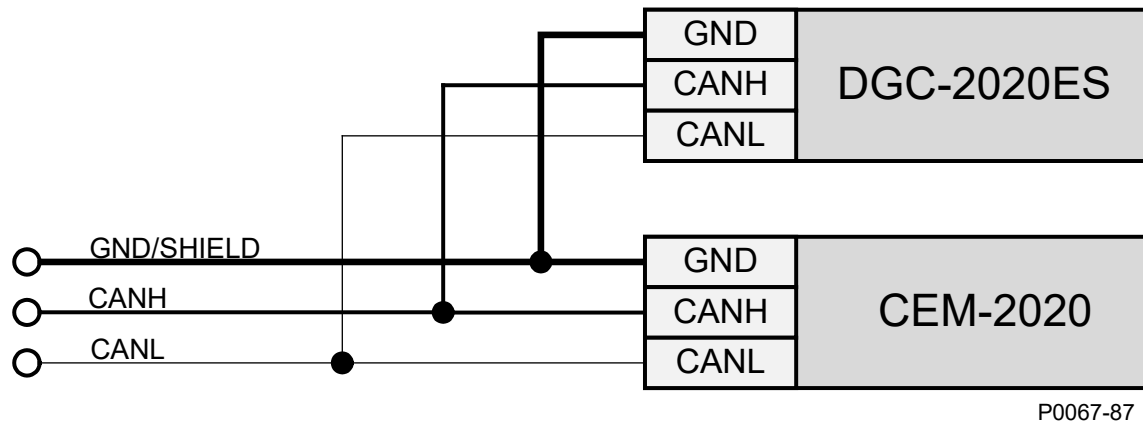 GND
CANH
DGC-2020ES
CANL
GND/SHIELD
GND
CANH
CANH
CEM-2020
CANL
CANL
P0067-87